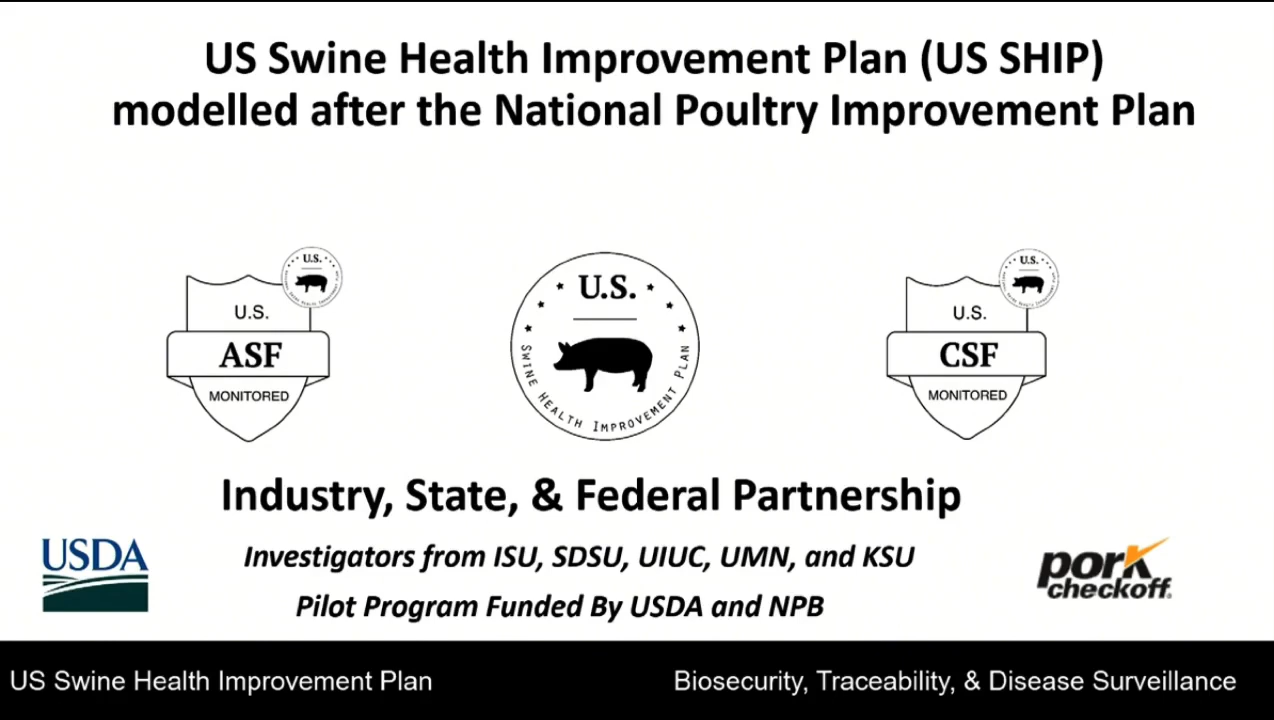 US Swine Health Improvement Plan (US SHIP)
modelled after the National Poultry Improvement Plan
U.S.
U.S.
ASF
MONITORED
U.S.
SWINE HEALTH IMPROVEMENT PLAN
U.S.
U.S.
CSF
MONITORED
Industry, State, & Federal Partnership
USDA
Investigators from ISU, SDSU, UIUC, UMN, and KSU
pork
checkoff.
Pilot Program Funded By USDA and NPB
US Swine Health Improvement Plan
Biosecurity, Traceability, & Disease Surveillance